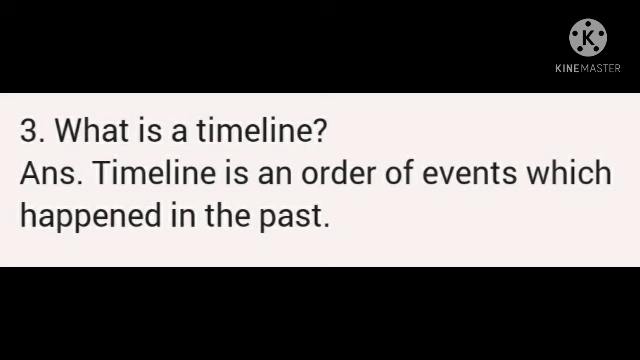 K
KINEMASTER
3. What is a timeline?
Ans. Timeline is an order of events which
happened in the past.